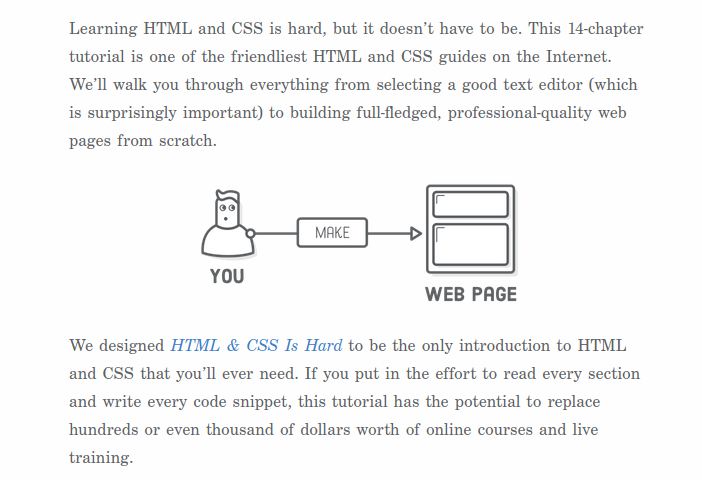 Learning HTML and CSS is hard, but it doesn’t have to be. This 14-chapter
tutorial is one of the friendliest HTML and CSS guides on the Internet.
We’ll walk you through everything from selecting a good text editor (which
is surprisingly important) to building full-fledged, professional-quality web
pages from scratch.
MAKE
YOU
WEB PAGE
We designed HTML & CSS Is Hard to be the only introduction to HTML
and CSS that you’ll ever need. If you put in the effort to read every section
and write every code snippet, this tutorial has the potential to replace
hundreds or even thousand of dollars worth of online courses and live
training.